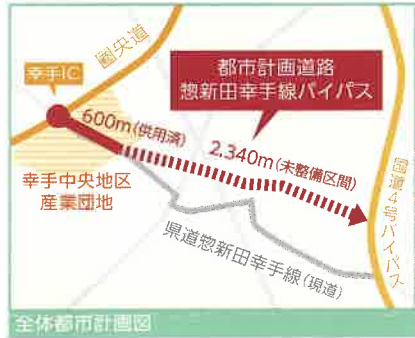 圏央道
幸手IC
都市計画道路
惣新田幸手線バイパス
600m(供用済)
2.340m(未整備区間)
幸手中央地区
産業団地
県道惣新田幸手線(現道)
国道4号バイパス
全体都市計画図